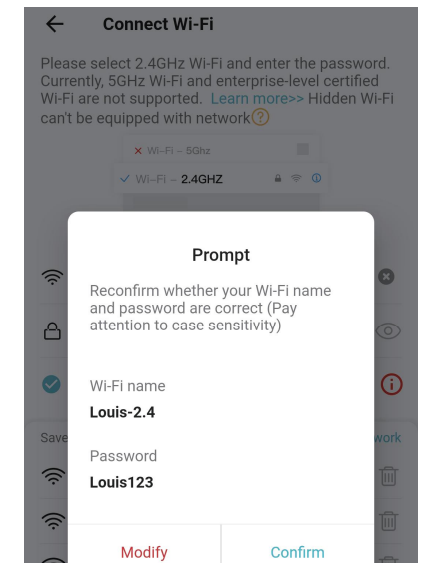 Connect Wi-Fi
Please select 2.4GHz Wi-Fi and enter the password.
Currently, 5GHz Wi-Fi and enterprise-level certified
Wi-Fi are not supported. Learn more>> Hidden Wi-Fi
can't be equipped with network?
Wi-Fi - 5Ghz
Wi-Fi - 2.4GHZ
Prompt
Reconfirm whether your Wi-Fi name
and password are correct (Pay
attention to case sensitivity)
Wi-Fi name
Louis-2.4
Save
work
Password
Louis123
Modify Confirm